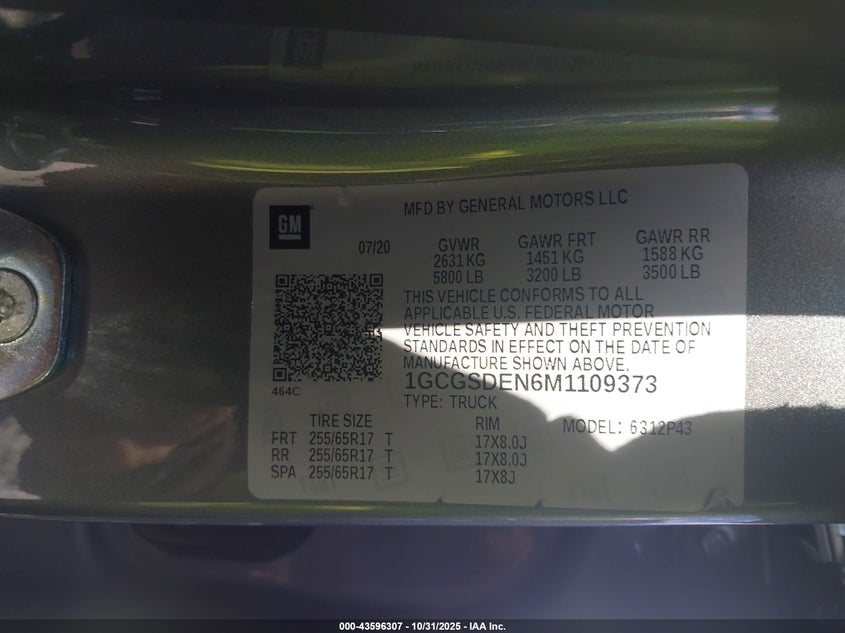 GM
MFD BY GENERAL MOTORS LLC
07/20
GVWR
2631 KG
5800 LB
GAWR FRT
1451 KG
3200 LB
GAWR RR
1588 KG
3500 LB
THIS VEHICLE CONFORMS TO ALL
APPLICABLE U.S. FEDERAL MOTOR
VEHICLE SAFETY AND THEFT PREVENTION
STANDARDS IN EFFECT ON THE DATE OF
MANUFACTURE SHOWN ABOVE.
464C
1GCGSDEN6M1109373
TYPE: TRUCK
MODEL: 6312P43
TIRE SIZE RIM
FRT 255/65R17 T 17X8.0J
RR 255/65R17 T 17X8.0J
SPA 255/65R17 T 17X8J
000-43596307 - 10/31/2025 - IAA Inc.